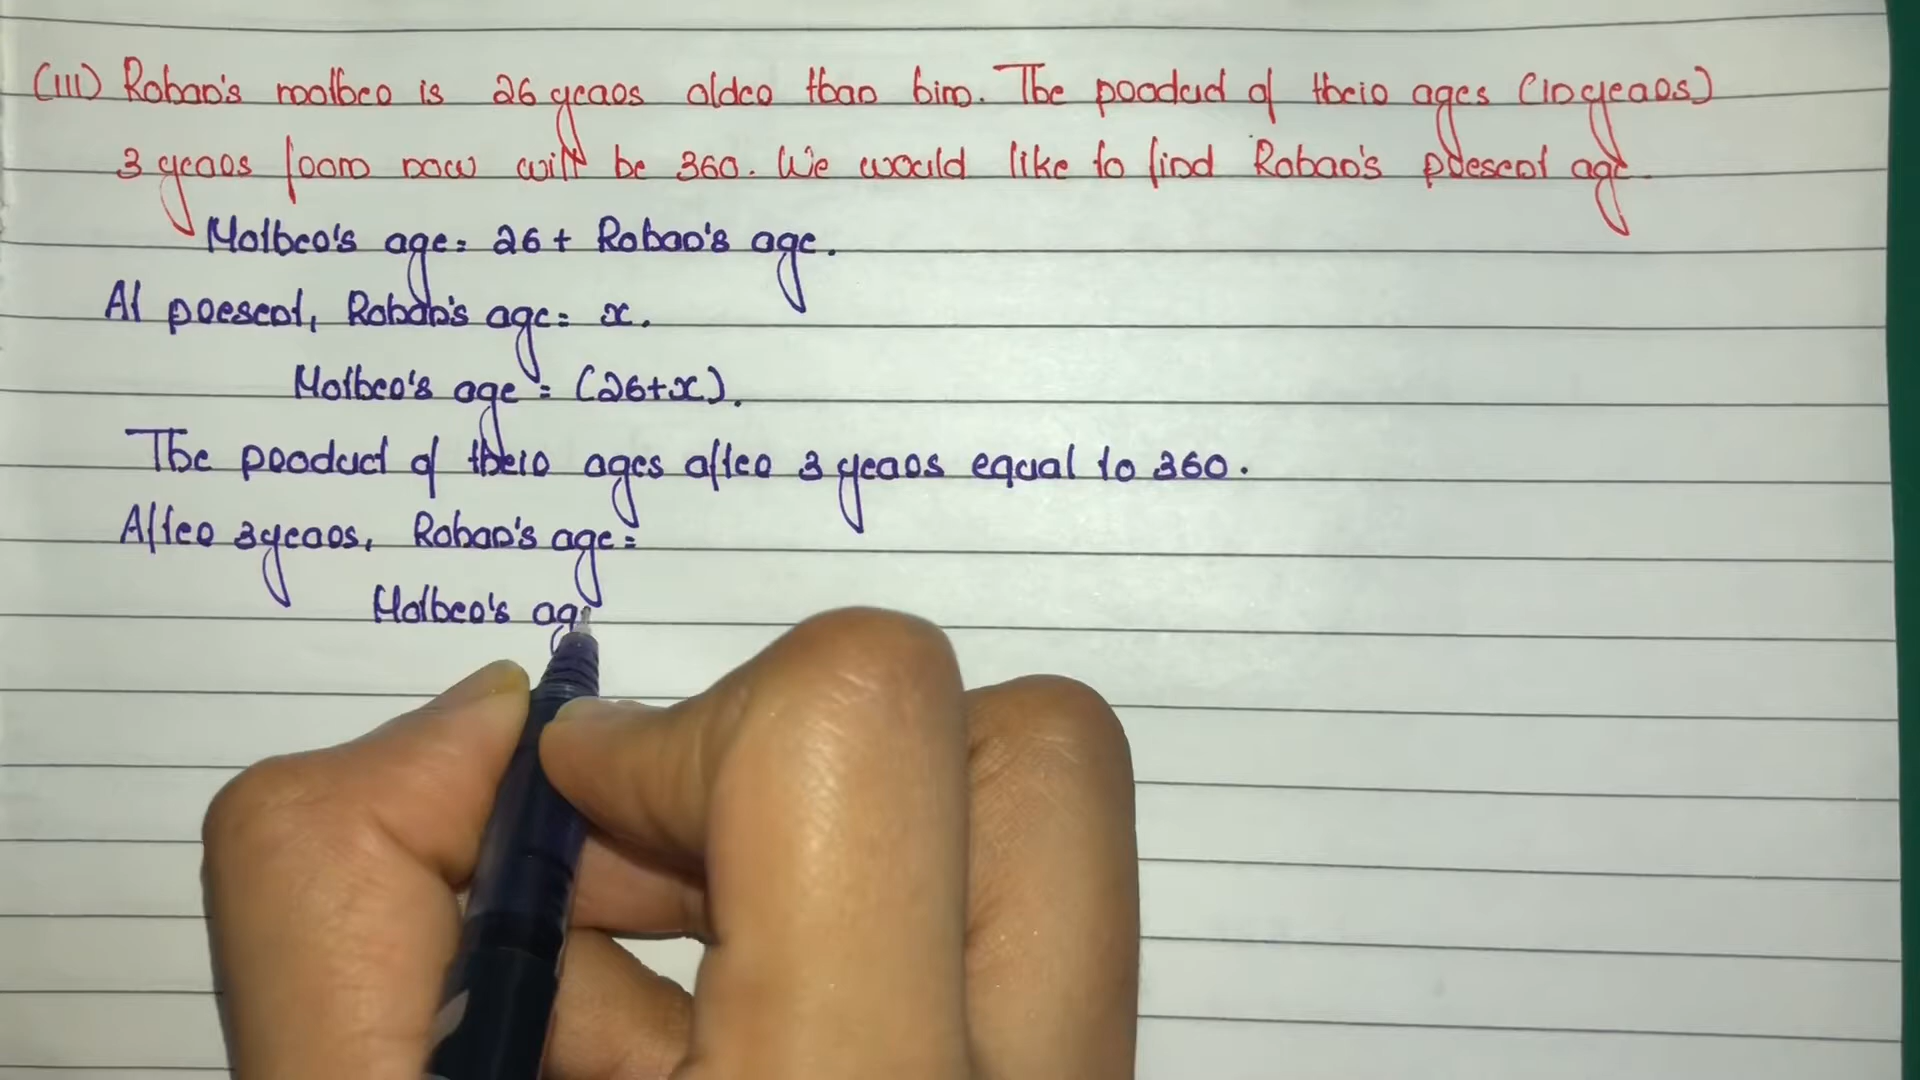 (iii) Rohan's mother is 26 years older than him. The product of their ages (in years)
3 years from now will be 360. We would like to find Rohan's present age.
Mother's age = 26 + Rohan's age.
At present, Rohan's age = x.
Mother's age = (26+x).
The product of their ages after 3 years equal to 360.
After 3years, Rohan's age =
Mother's ag